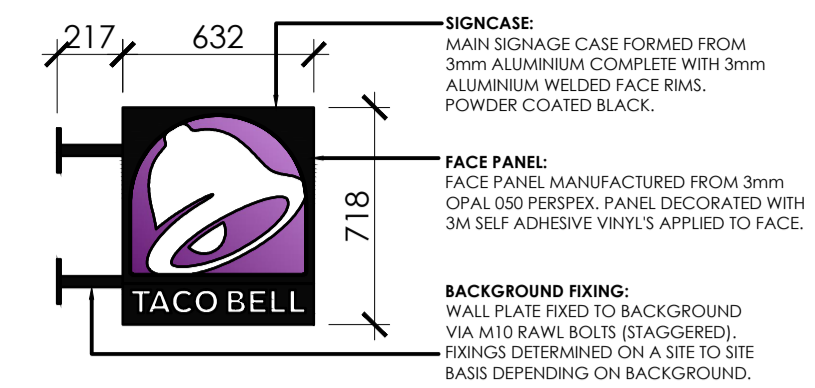 217
632
SIGNCASE:
MAIN SIGNAGE CASE FORMED FROM
3mm ALUMINIUM COMPLETE WITH 3mm
ALUMINIUM WELDED FACE RIMS.
POWDER COATED BLACK.
FACE PANEL:
FACE PANEL MANUFACTURED FROM 3mm
OPAL 050 PERSPEX. PANEL DECORATED WITH
3M SELF ADHESIVE VINYL'S APPLIED TO FACE.
718
TACO BELL
BACKGROUND FIXING:
WALL PLATE FIXED TO BACKGROUND
VIA M10 RAWL BOLTS (STAGGERED).
FIXINGS DETERMINED ON A SITE TO SITE
BASIS DEPENDING ON BACKGROUND.